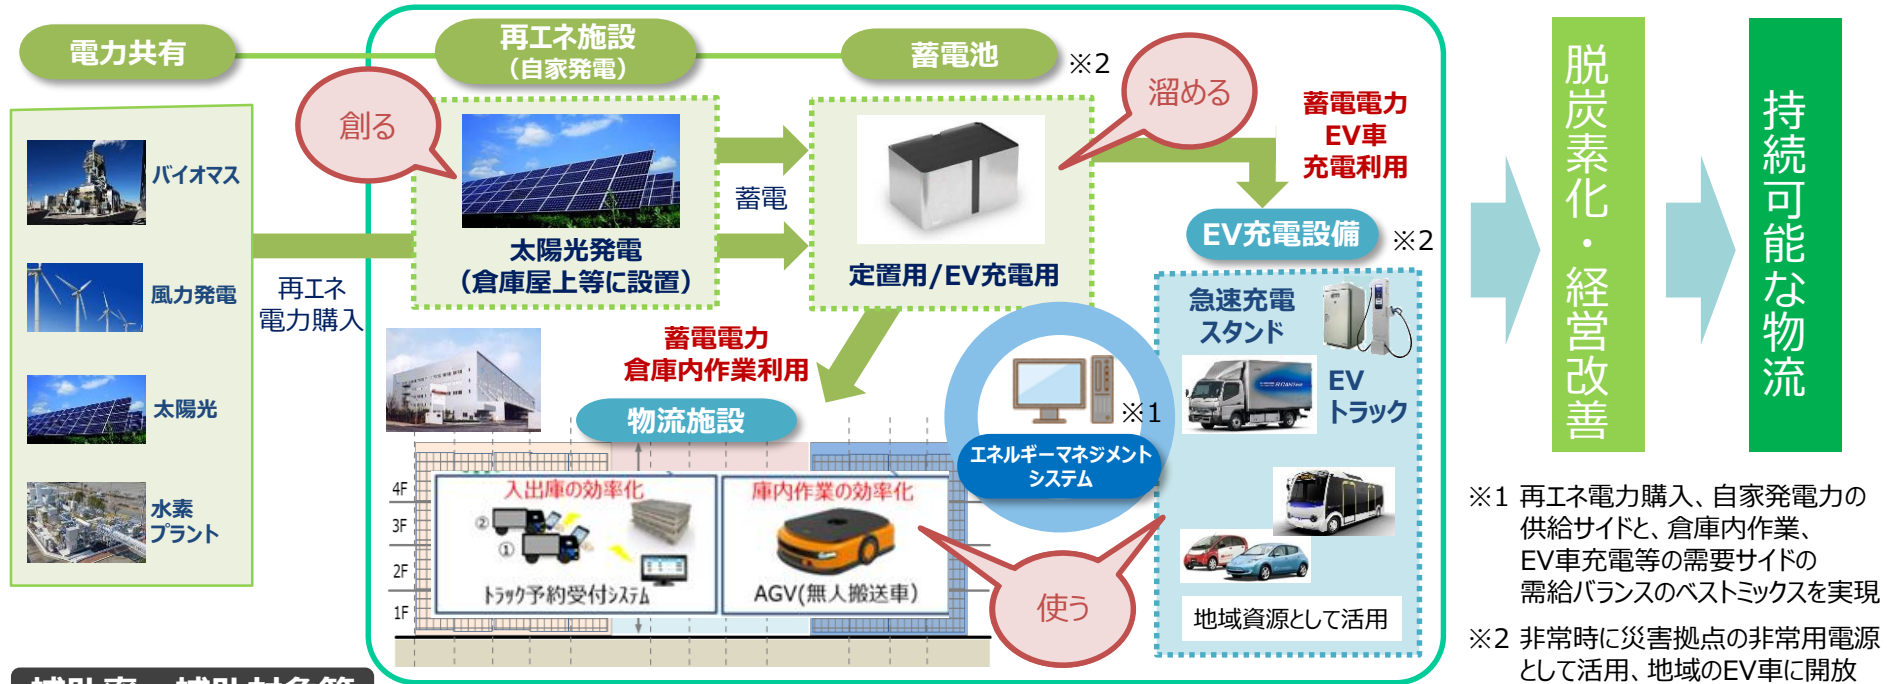 電力共有
再エネ施設
（自家発電）
蓄電池
※2
創る
溜める
バイオマス
風力発電
太陽光
水素
プラント
再エネ
電力購入
太陽光発電
（倉庫屋上等に設置）
蓄電
定置用/EV充電用
蓄電電力
EV車
充電利用
EV充電設備
※2
急速充電
スタンド
EV
トラック
地域資源として活用
蓄電電力
倉庫内作業利用
物流施設
※1
エネルギーマネジメント
システム
4F
3F
2F
1F
入出庫の効率化
②
①
トラック予約受付システム
庫内作業の効率化
AGV(無人搬送車)
使う
脱炭素化・経営改善
持続可能な物流
※1 再エネ電力購入、自家発電力の
供給サイドと、倉庫内作業、
EV車充電等の需要サイドの
需給バランスのベストミックスを実現
※2 非常時に災害拠点の非常用電源
として活用、地域のEV車に開放
補助率・補助対象等